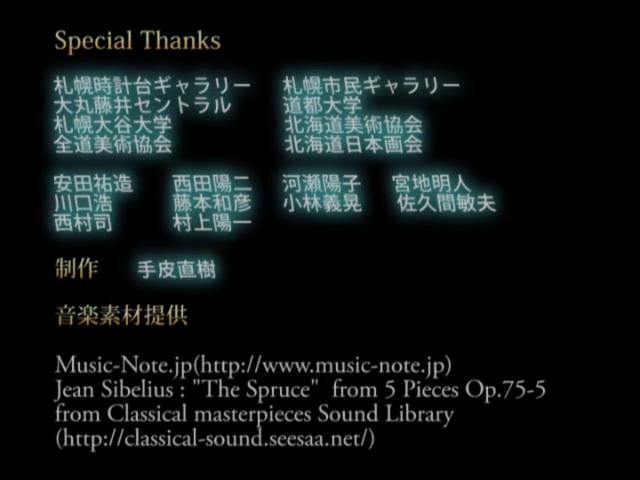 Special Thanks
札幌時計台ギャラリー 札幌市民ギャラリー
大丸藤井セントラル 道都大学
札幌大谷大学 北海道美術協会
全道美術協会 北海道日本画会
安田祐造 西田陽二 河瀬陽子 宮地明人
川口浩 藤本和彦 小林義晃 佐久間敏夫
西村司 村上陽一
制作 手皮直樹
音楽素材提供
Music-Note.jp(http://www.music-note.jp)
Jean Sibelius : "The Spruce" from 5 Pieces Op.75-5
from Classical masterpieces Sound Library
(http://classical-sound.seesaa.net/)